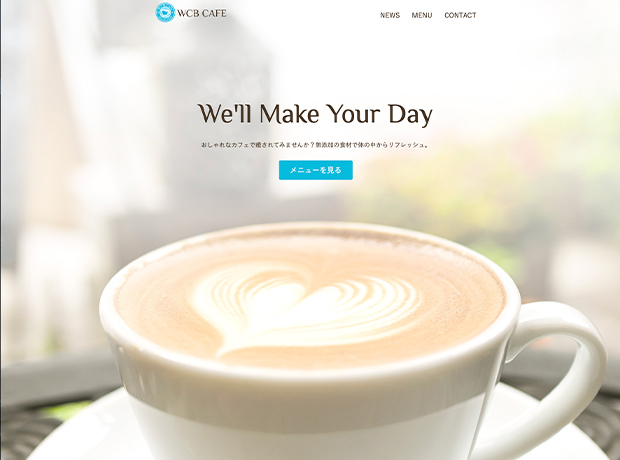 WCB CAFE
NEWS MENU CONTACT
We'll Make Your Day
おしゃれなカフェで癒されてみませんか？無添加の食材で体の中からリフレッシュ。
メニューを見る